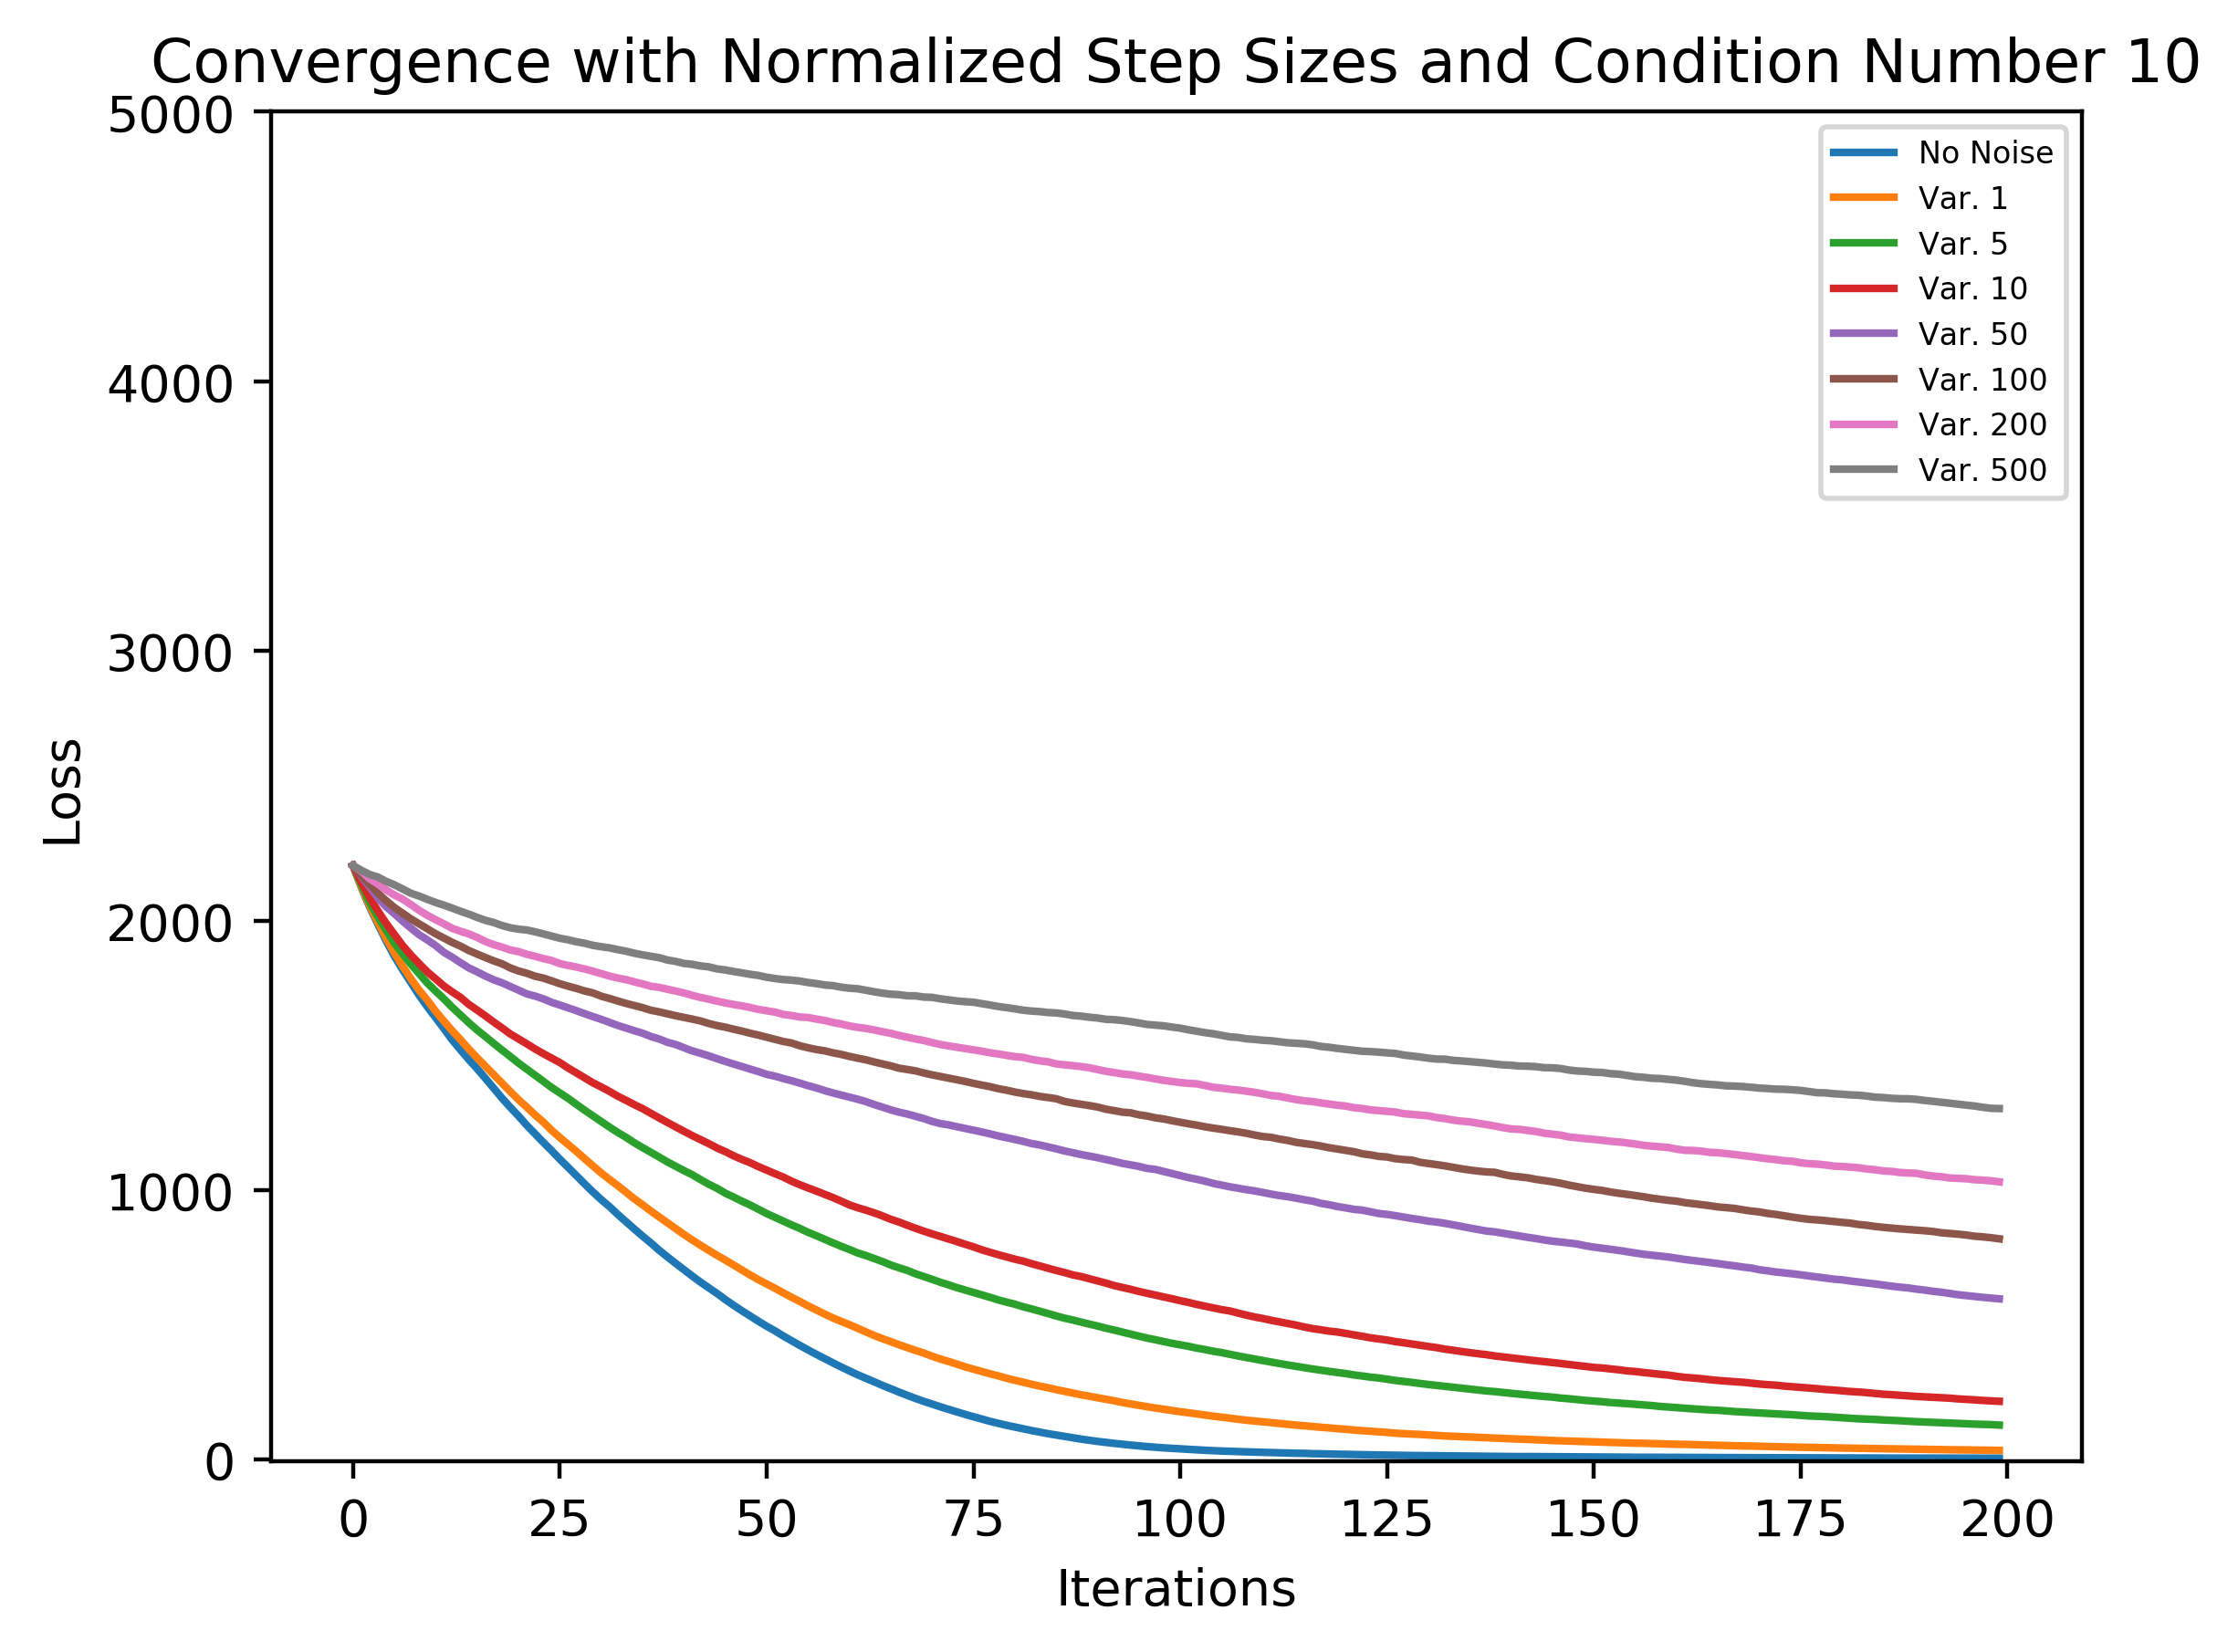 Convergence with Normalized Step Sizes and Condition Number 10
5000
4000
3000
2000
1000
0
Loss
No Noise
Var. 1
Var. 5
Var. 10
Var. 50
Var. 100
Var. 200
Var. 500
0 25 50 75 100 125 150 175 200
Iterations